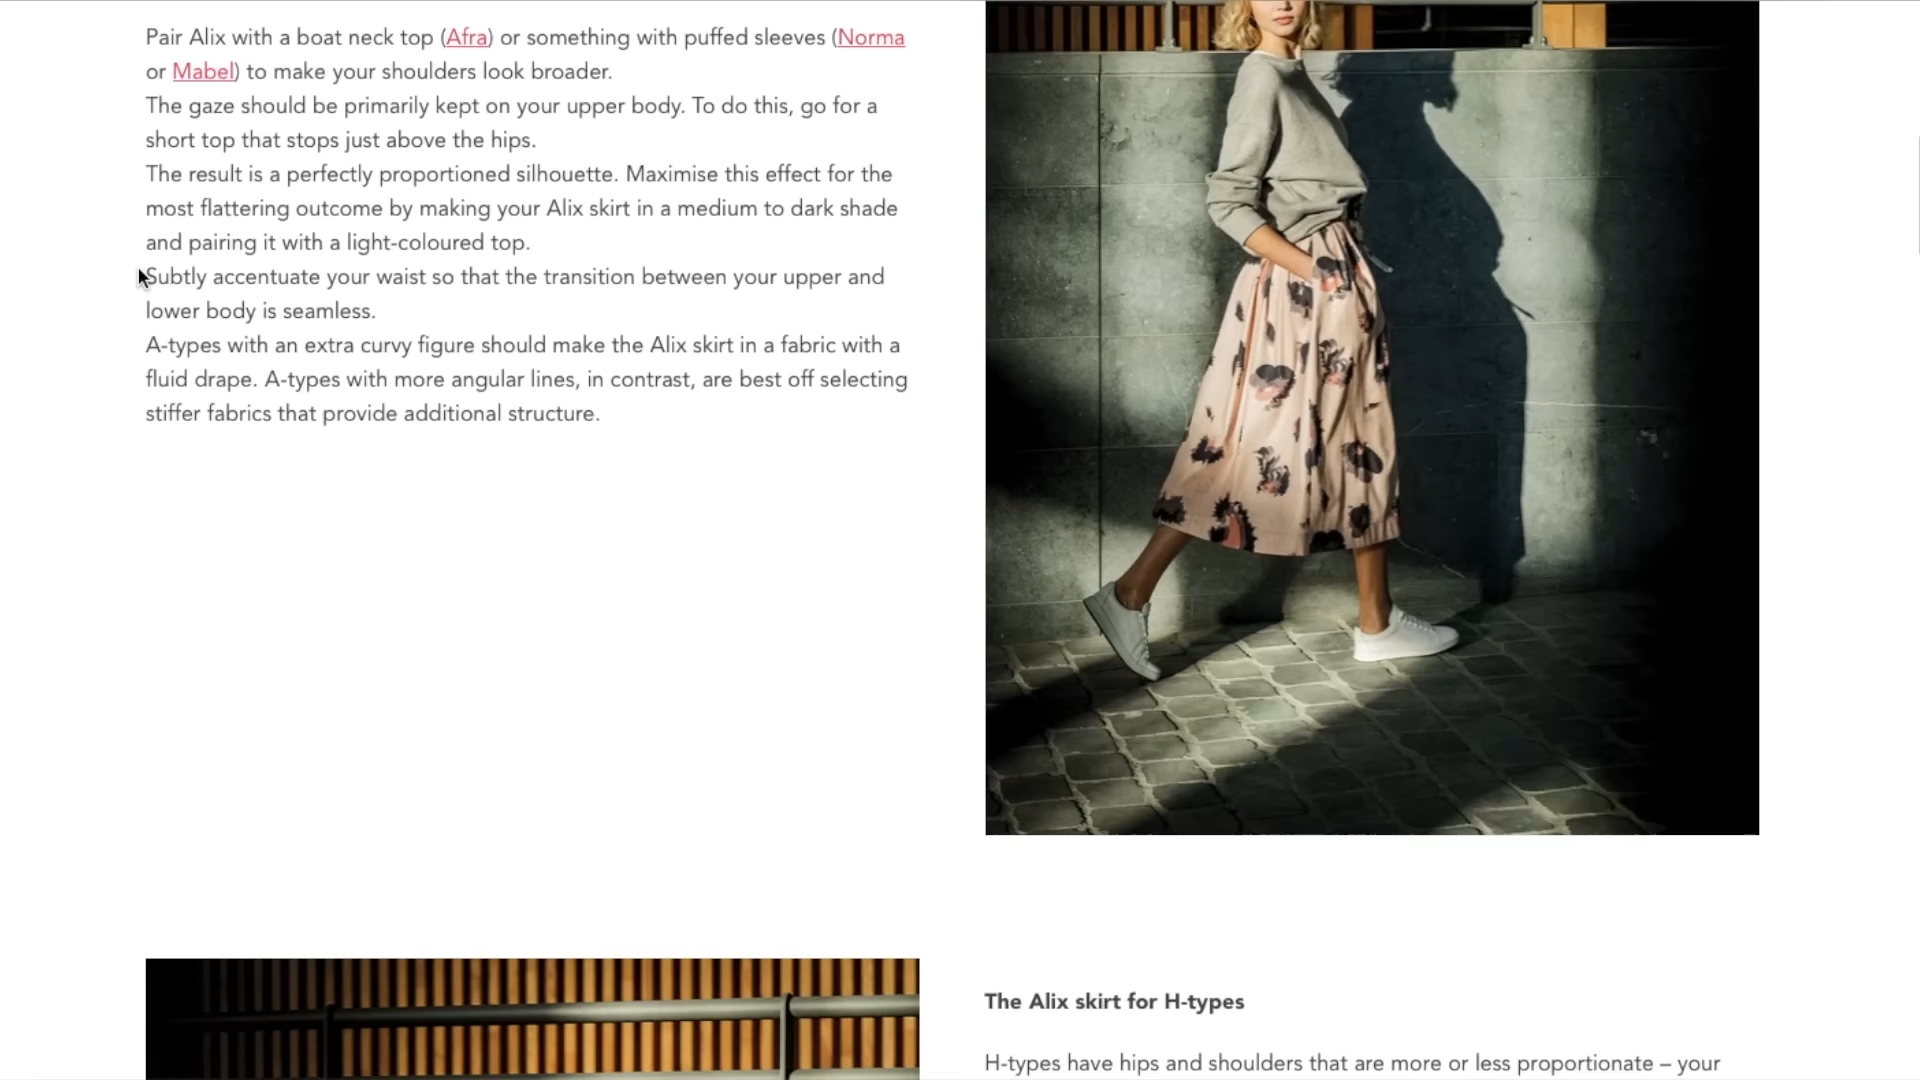 Pair Alix with a boat neck top (Afra) or something with puffed sleeves (Norma
or Mabel) to make your shoulders look broader.
The gaze should be primarily kept on your upper body. To do this, go for a
short top that stops just above the hips.
The result is a perfectly proportioned silhouette. Maximise this effect for the
most flattering outcome by making your Alix skirt in a medium to dark shade
and pairing it with a light-coloured top.
Subtly accentuate your waist so that the transition between your upper and
lower body is seamless.
A-types with an extra curvy figure should make the Alix skirt in a fabric with a
fluid drape. A-types with more angular lines, in contrast, are best off selecting
stiffer fabrics that provide additional structure.
The Alix skirt for H-types
H-types have hips and shoulders that are more or less proportionate – your